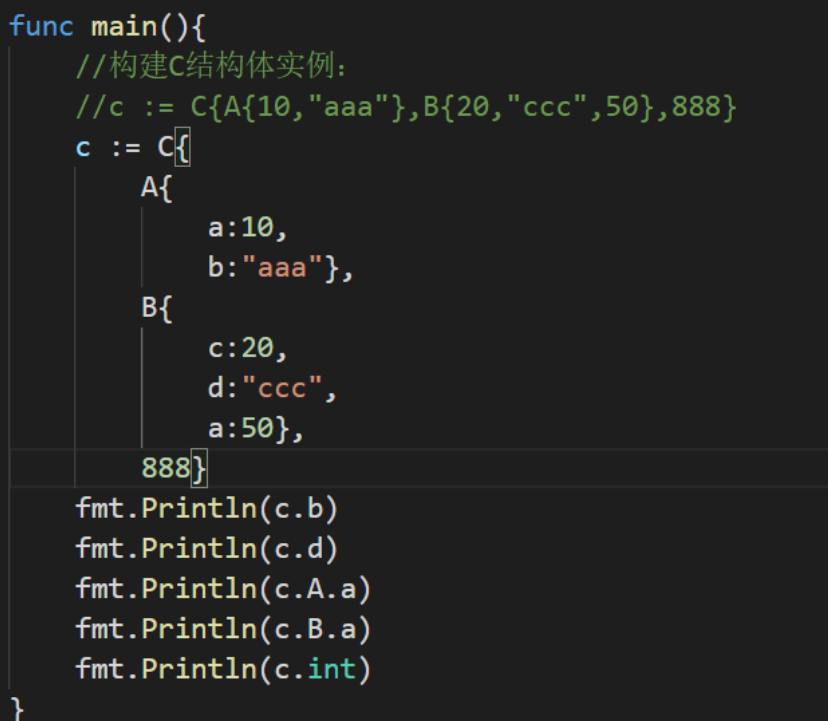 func main(){
    //构建C结构体实例：
    //c := C{A{10,"aaa"},B{20,"ccc",50},888}
    c := C{
        A{
            a:10,
            b:"aaa"},
        B{
            c:20,
            d:"ccc",
            a:50},
        888}
    fmt.Println(c.b)
    fmt.Println(c.d)
    fmt.Println(c.A.a)
    fmt.Println(c.B.a)
    fmt.Println(c.int)
}